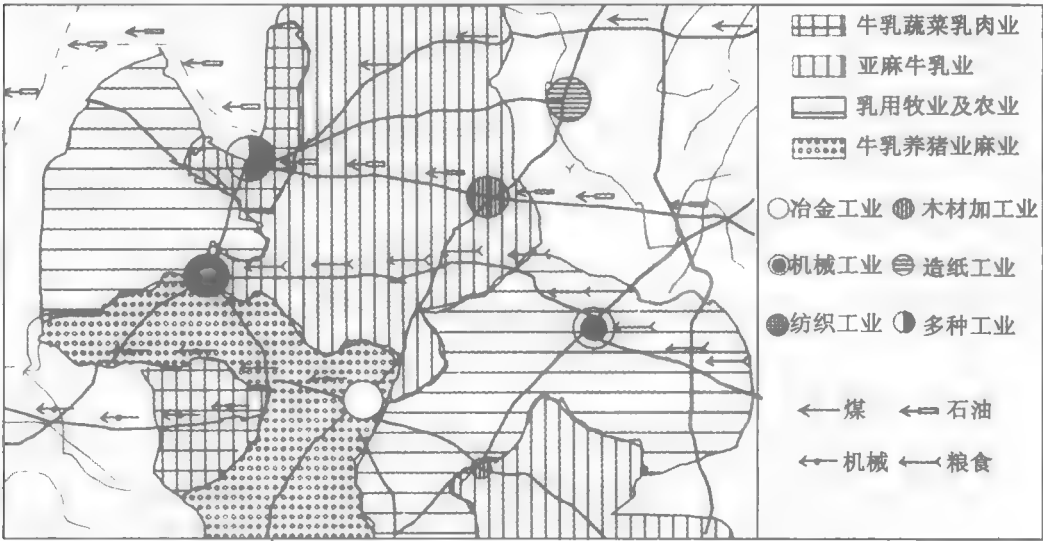 牛乳蔬菜乳肉业
亚麻牛乳业
乳用牧业及农业
牛乳养猪业麻业
冶金工业 木材加工业
机械工业 造纸工业
纺织工业 多种工业
煤 石油
机械 粮食